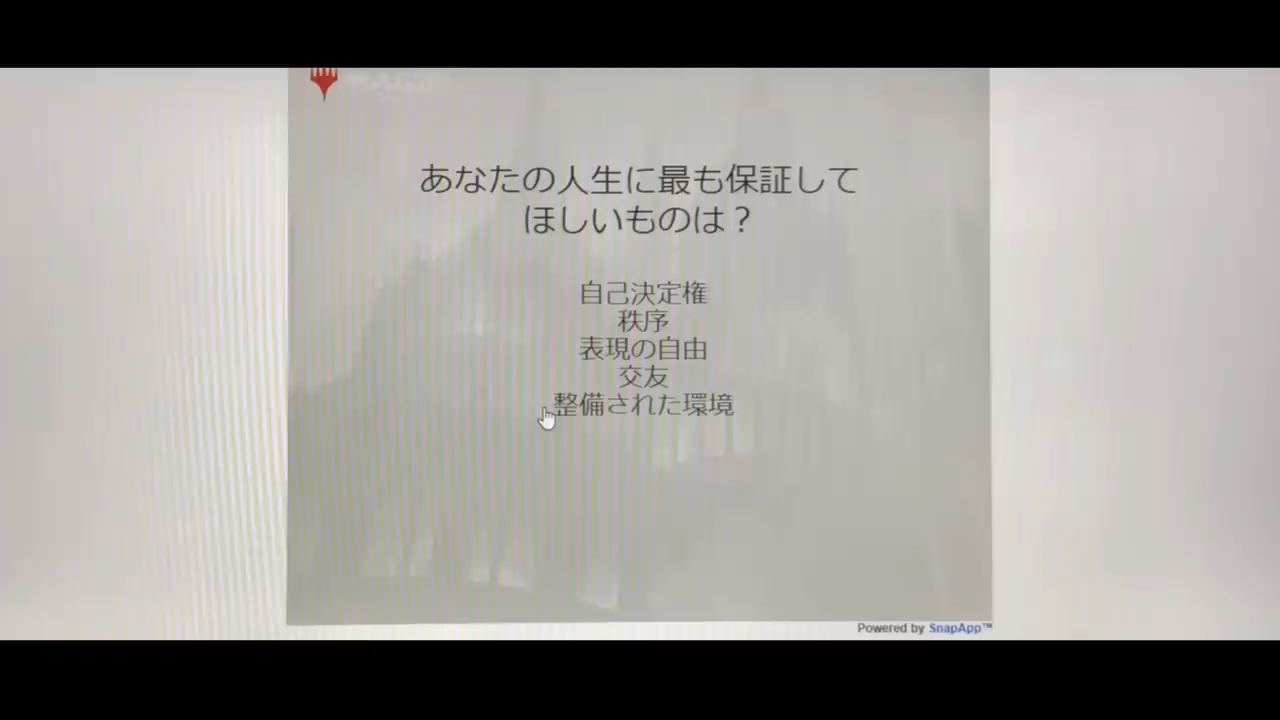 あなたの人生に最も保証して
ほしいものは？
自己決定権
秩序
表現の自由
交友
整備された環境
Powered by SnapApp™